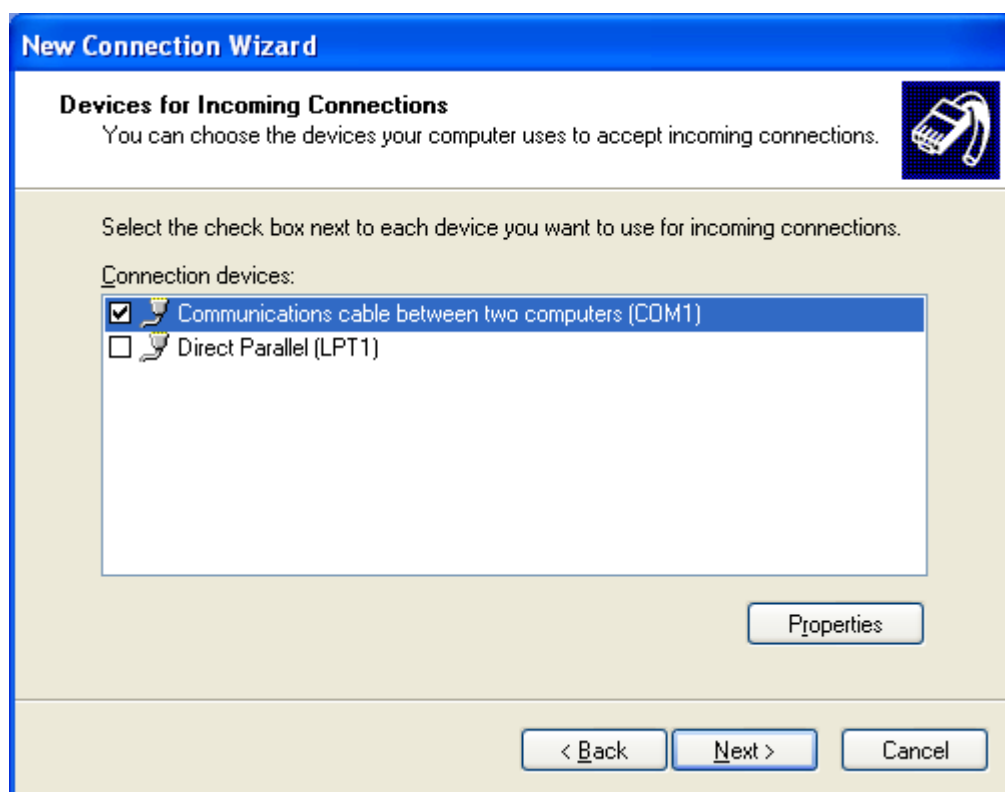 New Connection Wizard
Devices for Incoming Connections
You can choose the devices your computer uses to accept incoming connections.
Select the check box next to each device you want to use for incoming connections.
Connection devices:
Communications cable between two computers (COM1)
Direct Parallel (LPT1)
Properties
< Back Next > Cancel